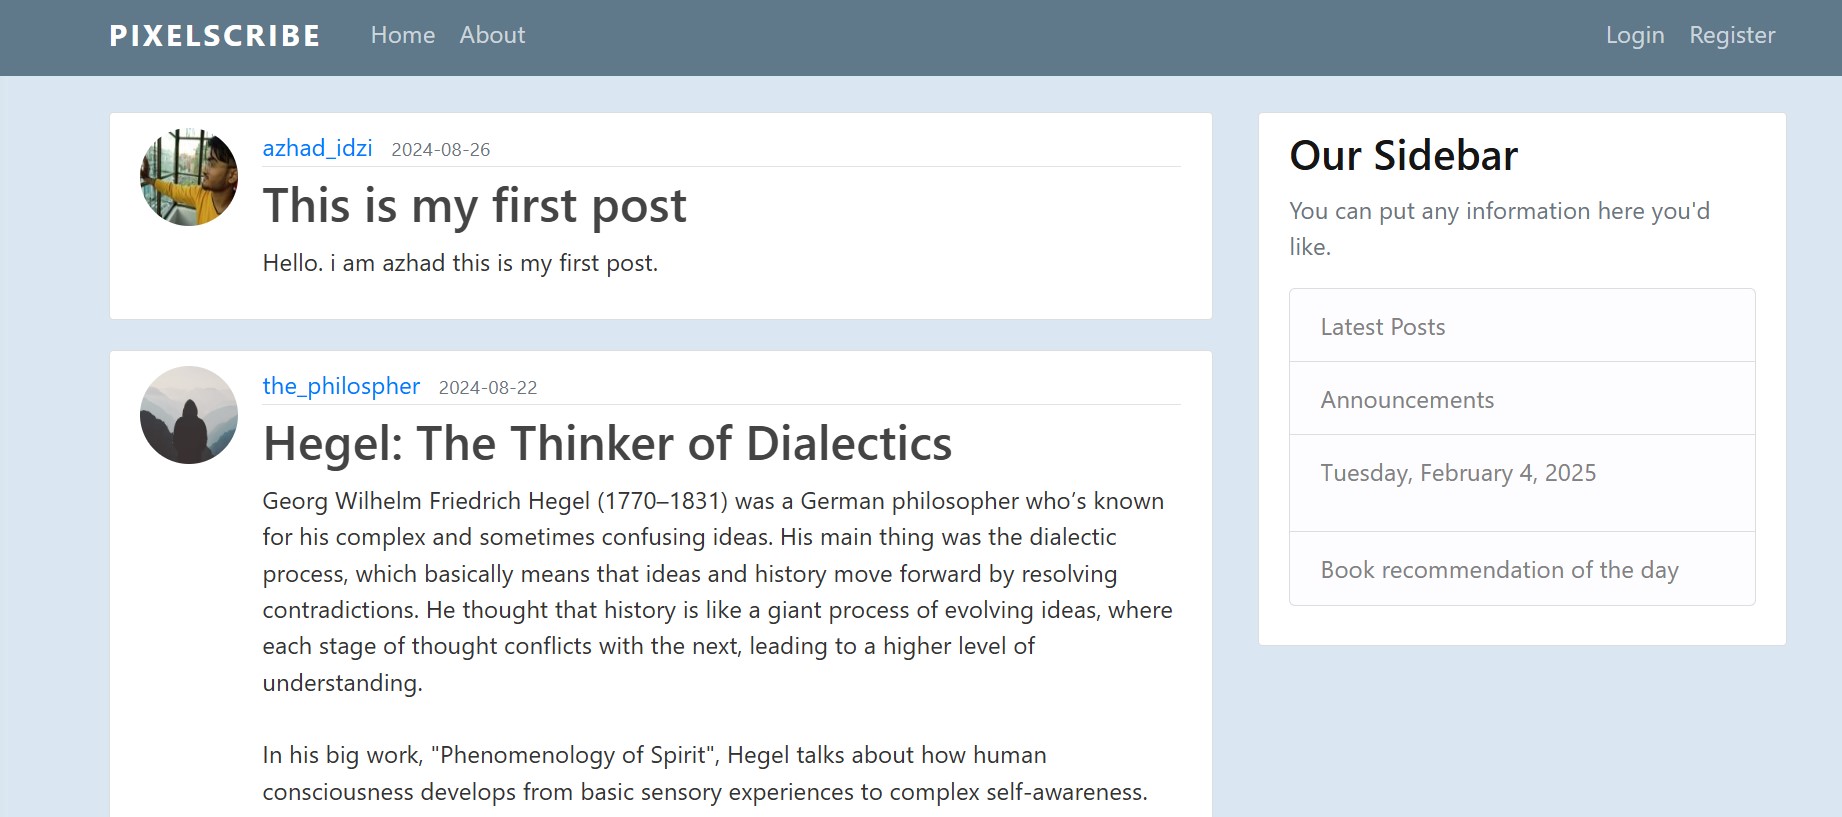 PIXELSCRIBE Home About Login Register
azhad_idzi 2024-08-26
This is my first post
Hello. i am azhad this is my first post.
the_philospher 2024-08-22
Hegel: The Thinker of Dialectics
Georg Wilhelm Friedrich Hegel (1770–1831) was a German philosopher who’s known
for his complex and sometimes confusing ideas. His main thing was the dialectic
process, which basically means that ideas and history move forward by resolving
contradictions. He thought that history is like a giant process of evolving ideas, where
each stage of thought conflicts with the next, leading to a higher level of
understanding.
In his big work, "Phenomenology of Spirit", Hegel talks about how human
consciousness develops from basic sensory experiences to complex self-awareness.
Our Sidebar
You can put any information here you'd
like.
Latest Posts
Announcements
Tuesday, February 4, 2025
Book recommendation of the day